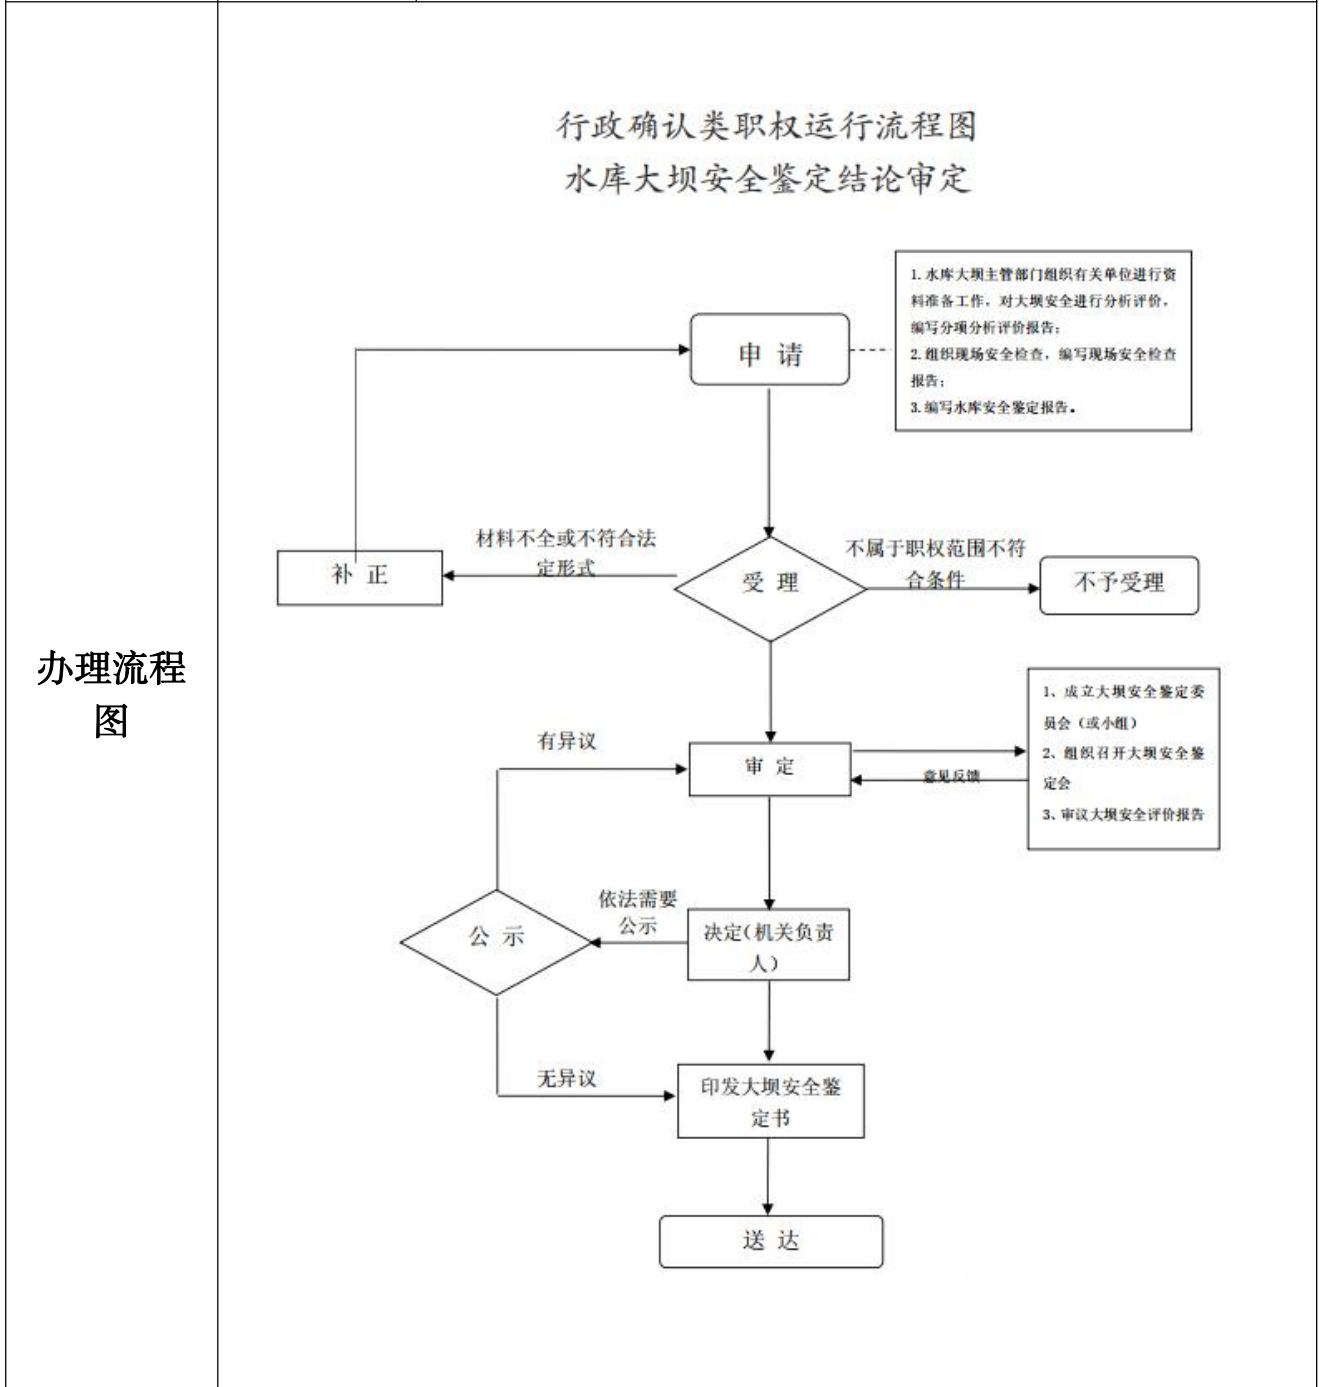 行政确认类职权运行流程图
水库大坝安全鉴定结论审定
1.水库大坝主管部门组织有关单位进行资
料准备工作，对大坝安全进行分析评价，
编写分项分析评价报告；
2.组织现场安全检查，编写现场安全检查
报告；
3.编写水库安全鉴定报告。
申 请
材料不全或不符合法
定形式
补 正
受 理
不属于职权范围不符
合条件
不予受理
办理流程
图
1、成立大坝安全鉴定委
员会（或小组）
2、组织召开大坝安全鉴
定会
3、审议大坝安全评价报告
有异议
审 定
意见反馈
依法需要
公示
公 示
决定（机关负责
人）
无异议
印发大坝安全鉴
定书
送 达